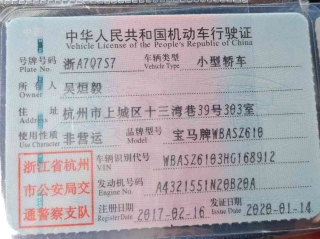 中华人民共和国机动车行驶证
Vehicle License of the People's Republic of China
号牌号码 浙A7Q7S7 车辆类型 小型轿车
Plate No. Vehicle Type
所有人 吴烜毅
Owner
住址 杭州市上城区十三湾巷39号303室
Address
使用性质 非营运 品牌型号 宝马牌WBASZ610
Use Character Model
浙江省杭州
市公安局交
通警察支队
车辆识别代号 WBASZ6103HG168912
VIN
发动机号码 A4321551N20B20A
Engine No.
注册日期 2017-02-16 发证日期 2020-01-14
Register Date Issue Date